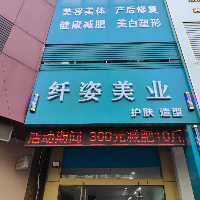 美容美体 产后修复
健康减肥 美白塑形
纤姿美业
护肤 造型
活动期间 300元减肥10斤